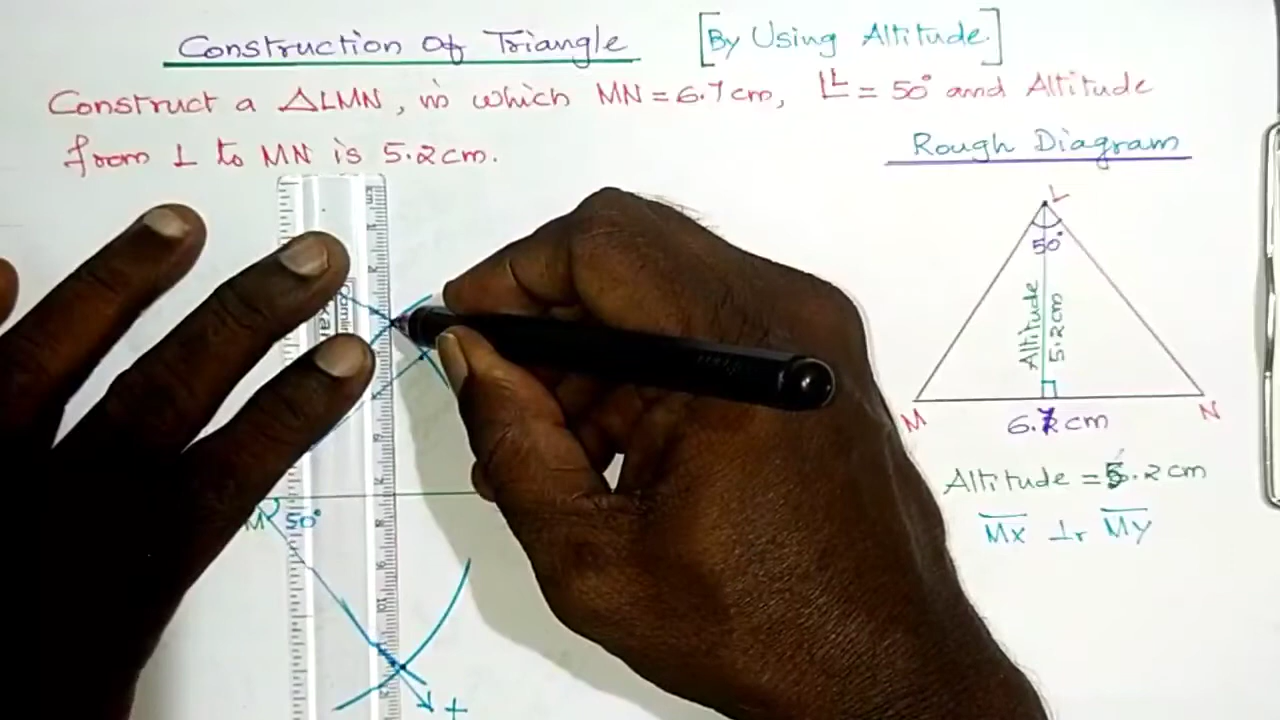 Construction Of Triangle [By Using Altitude.]
Construct a △LMN, in which MN = 6.7 cm, ∠L = 50° and Altitude
from L to MN is 5.2 cm.
Rough Diagram
L
50°
Altitude
5.2cm
M
N
6.7 cm
Altitude = 5.2 cm
Mx ⊥r My
M 50°